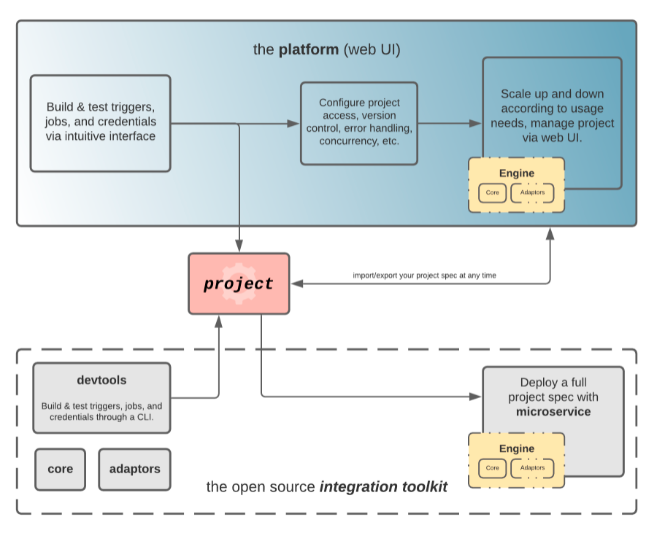 the platform (web UI)
Build & test triggers,
jobs, and credentials
via intuitive interface
Configure project
access, version
control, error handling,
concurrency, etc.
Scale up and down
according to usage
needs, manage project
via web UI.
Engine
Core
Adaptors
project
import/export your project spec at any time
devtools
Build & test triggers, jobs, and
credentials through a CLI.
core
adaptors
Deploy a full
project spec with
microservice
Engine
Core
Adaptors
the open source integration toolkit